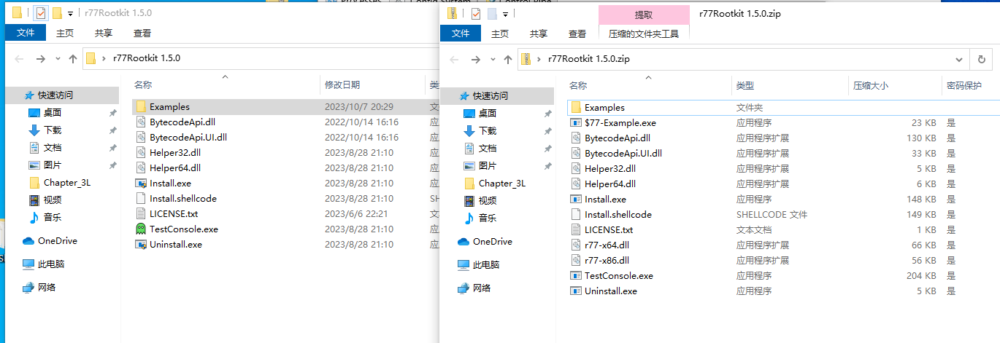 Processes
Config System
Control Pipe
r77Rootkit 1.5.0
文件 主页 共享 查看
r77Rootkit 1.5.0
名称 修改日期
快速访问
桌面
下载
文档
图片
Chapter_3L
视频
音乐
OneDrive
此电脑
网络
Examples 2023/10/7 20:29 文
BytecodeApi.dll 2022/10/14 16:16 应
BytecodeApi.UI.dll 2022/10/14 16:16 应
Helper32.dll 2023/8/28 21:10 应
Helper64.dll 2023/8/28 21:10 应
Install.exe 2023/8/28 21:10 应
Install.shellcode 2023/8/28 21:10 SH
LICENSE.txt 2023/6/6 22:21 文
TestConsole.exe 2023/8/28 21:10 应
Uninstall.exe 2023/8/28 21:10 应
提取 r77Rootkit 1.5.0.zip
文件 主页 共享 查看 压缩的文件夹工具
r77Rootkit 1.5.0.zip
名称 类型 压缩大小 密码保护
快速访问
桌面
下载
文档
图片
Chapter_3L
视频
音乐
OneDrive
此电脑
网络
Examples 文件夹
$77-Example.exe 应用程序 23 KB 是
BytecodeApi.dll 应用程序扩展 130 KB 是
BytecodeApi.UI.dll 应用程序扩展 33 KB 是
Helper32.dll 应用程序扩展 5 KB 是
Helper64.dll 应用程序扩展 6 KB 是
Install.exe 应用程序 148 KB 是
Install.shellcode SHELLCODE 文件 149 KB 是
LICENSE.txt 文本文档 1 KB 是
r77-x64.dll 应用程序扩展 66 KB 是
r77-x86.dll 应用程序扩展 56 KB 是
TestConsole.exe 应用程序 204 KB 是
Uninstall.exe 应用程序 5 KB 是